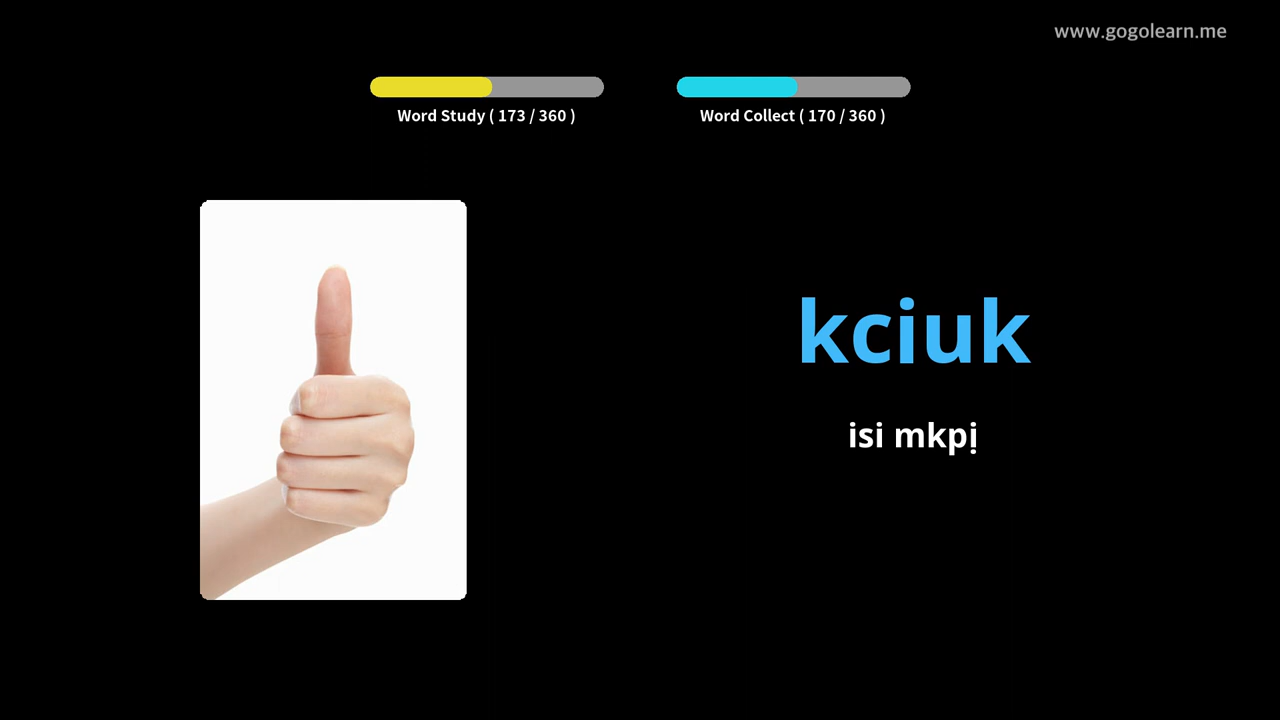 www.gogolearn.me
Word Study ( 173 / 360 )
Word Collect ( 170 / 360 )
kciuk
isi mkpị